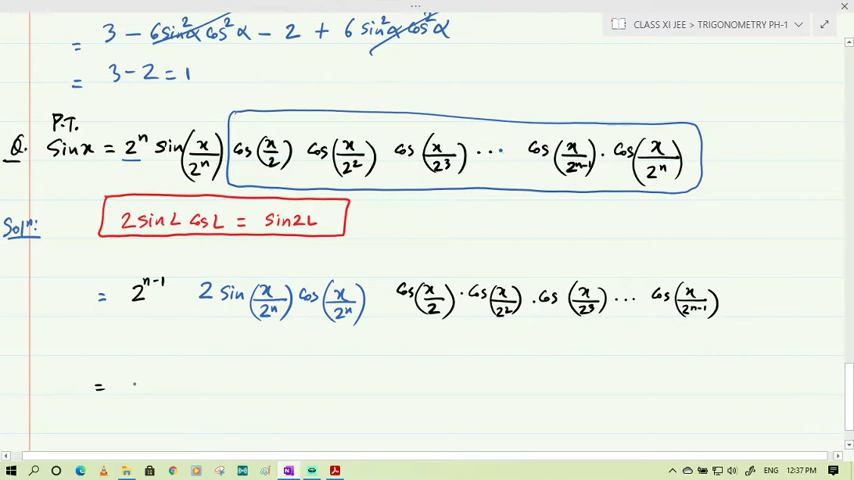 CLASS XI JEE > TRIGONOMETRY PH-1
= 3 - 6sin²α cos²α - 2 + 6 sin²α cos²α
= 3 - 2 = 1
P.T.
Q. Sinx = 2ⁿ sin(x/2ⁿ) Cos(x/2) Cos(x/2²) Cos(x/2³) ... Cos(x/2ⁿ⁻¹) . Cos(x/2ⁿ)
Solⁿ: 2 sin L Cos L = sin 2L
= 2ⁿ⁻¹ 2 Sin(x/2ⁿ) Cos(x/2ⁿ) Cos(x/2) . Cos(x/2²) . Cos(x/2³) ... Cos(x/2ⁿ⁻¹)
=
ENG 12:37 PM